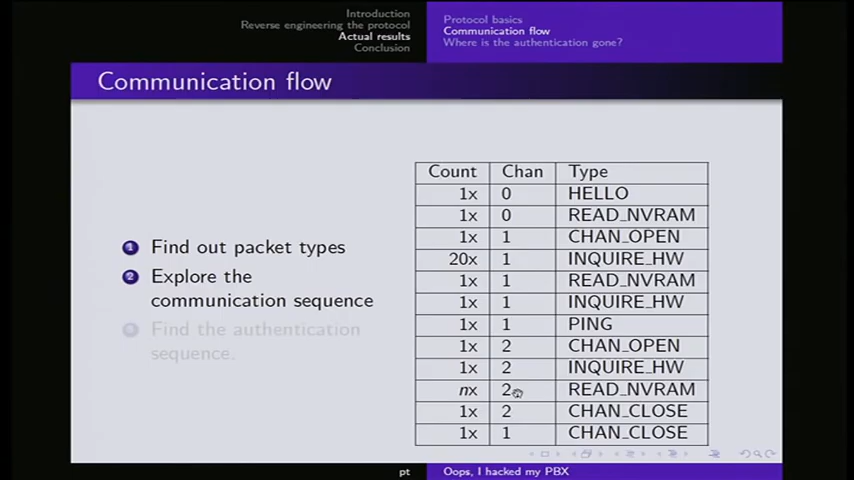 Introduction
Reverse engineering the protocol
Actual results
Conclusion
Protocol basics
Communication flow
Where is the authentication gone?
Communication flow
1 Find out packet types
2 Explore the
communication sequence
3 Find the authentication
sequence.
Count Chan Type
1x 0 HELLO
1x 0 READ_NVRAM
1x 1 CHAN_OPEN
20x 1 INQUIRE_HW
1x 1 READ_NVRAM
1x 1 INQUIRE_HW
1x 1 PING
1x 2 CHAN_OPEN
1x 2 INQUIRE_HW
nx 2 READ_NVRAM
1x 2 CHAN_CLOSE
1x 1 CHAN_CLOSE
pt Oops, I hacked my PBX